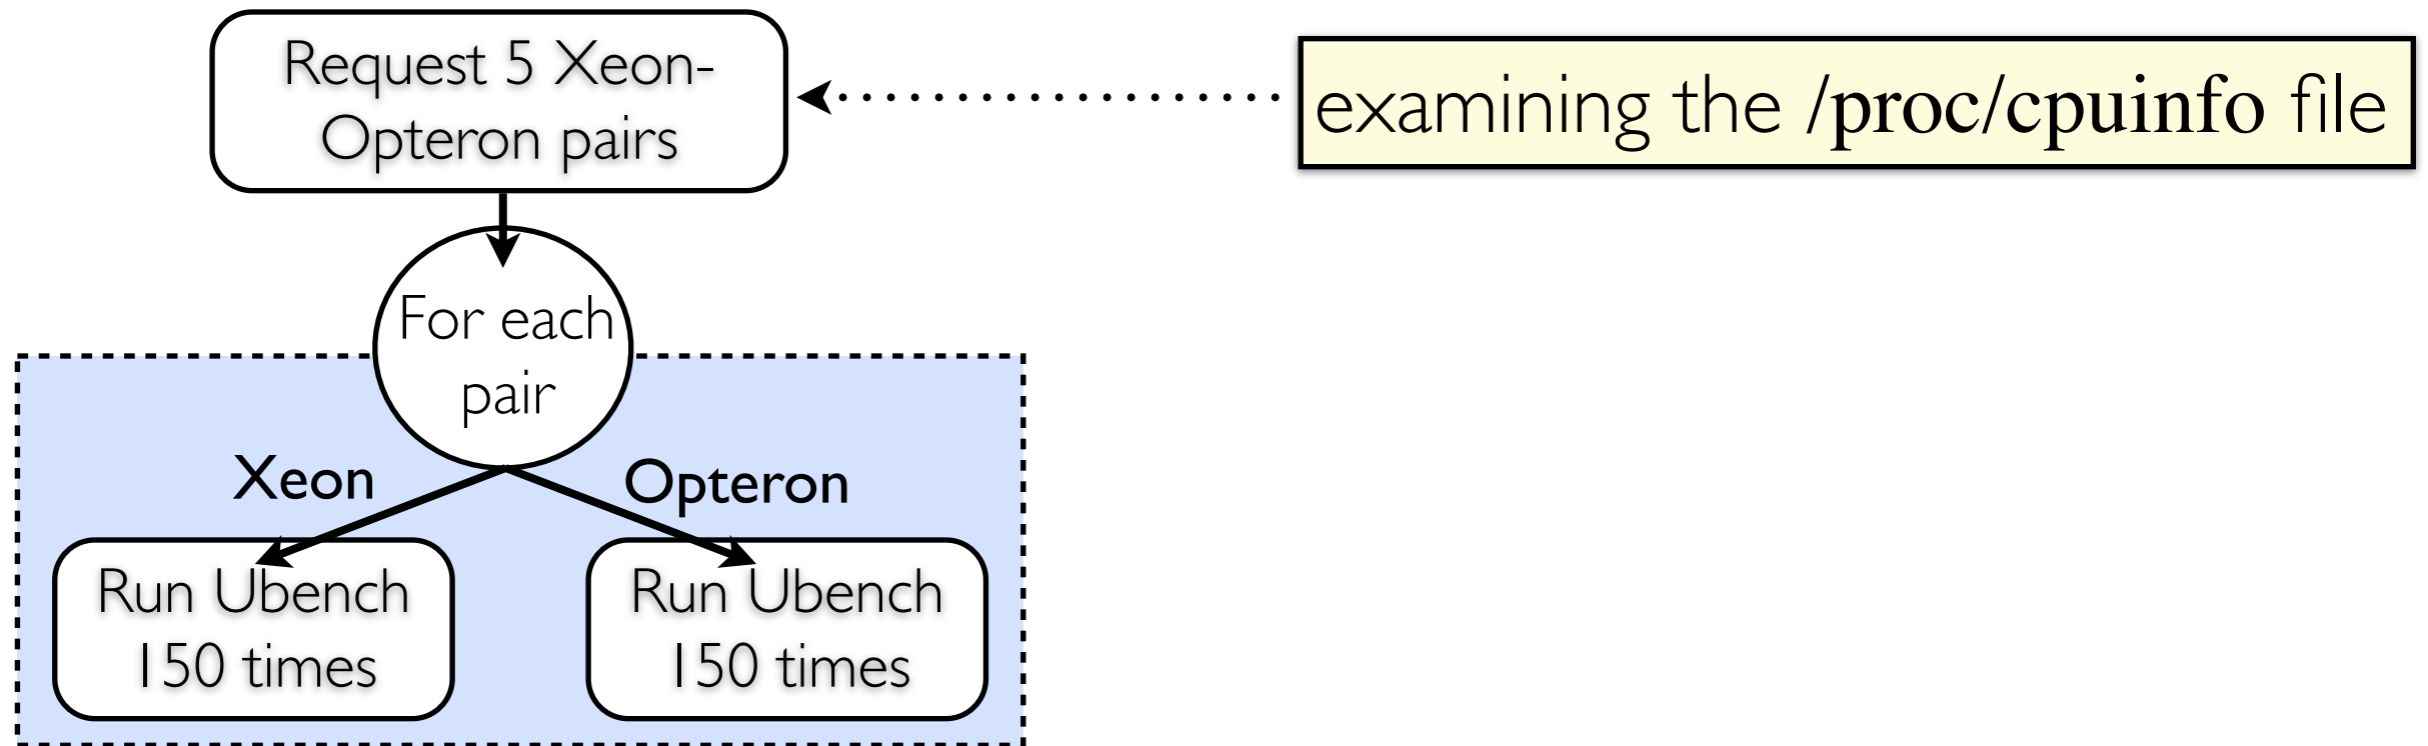 Request 5 Xeon-
Opteron pairs
examining the /proc/cpuinfo file
For each
pair
Xeon
Opteron
Run Ubench
150 times
Run Ubench
150 times